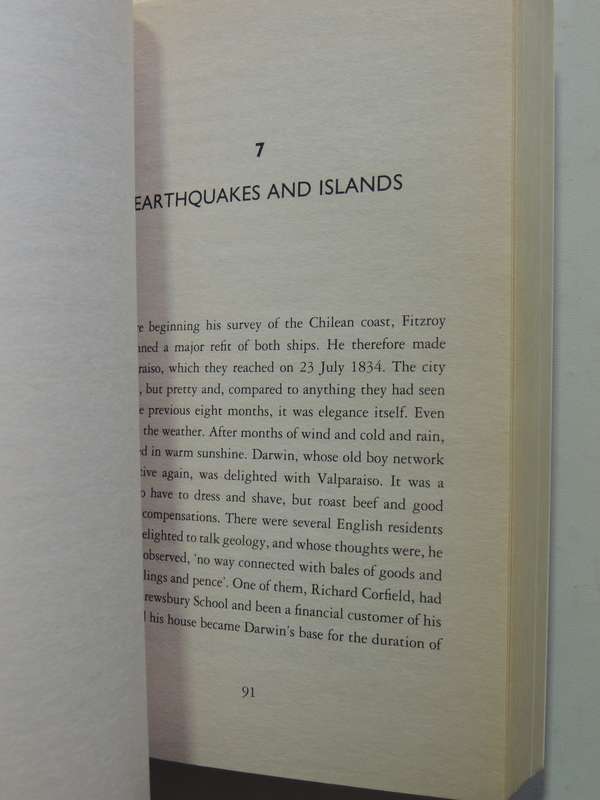 7
EARTHQUAKES AND ISLANDS
beginning his survey of the Chilean coast, Fitzroy
a major refit of both ships. He therefore made
which they reached on 23 July 1834. The city
, but pretty and, compared to anything they had seen
previous eight months, it was elegance itself. Even
the weather. After months of wind and cold and rain,
in warm sunshine. Darwin, whose old boy network
again, was delighted with Valparaiso. It was a
have to dress and shave, but roast beef and good
compensations. There were several English residents
elighted to talk geology, and whose thoughts were, he
observed, 'no way connected with bales of goods and
lings and pence'. One of them, Richard Corfield, had
rewsbury School and been a financial customer of his
his house became Darwin's base for the duration of
91